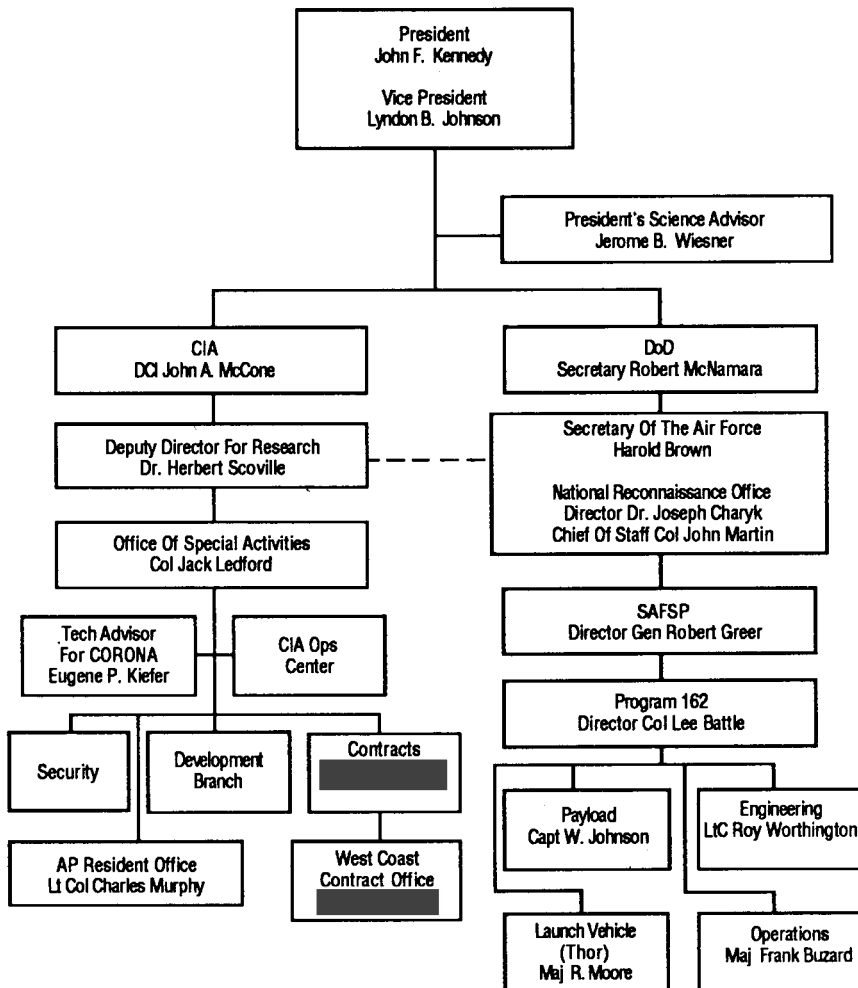 President
John F. Kennedy
Vice President
Lyndon B. Johnson
President's Science Advisor
Jerome B. Wiesner
CIA
DCI John A. McCone
DoD
Secretary Robert McNamara
Deputy Director For Research
Dr. Herbert Scoville
Secretary Of The Air Force
Harold Brown
National Reconnaissance Office
Director Dr. Joseph Charyk
Chief Of Staff Col John Martin
Office Of Special Activities
Col Jack Ledford
SAFSP
Director Gen Robert Greer
Tech Advisor
For CORONA
Eugene P. Kiefer
CIA Ops
Center
Program 162
Director Col Lee Battle
Security
Development
Branch
Contracts
Payload
Capt W. Johnson
Engineering
LtC Roy Worthington
AP Resident Office
Lt Col Charles Murphy
West Coast
Contract Office
Launch Vehicle
(Thor)
Maj R. Moore
Operations
Maj Frank Buzard